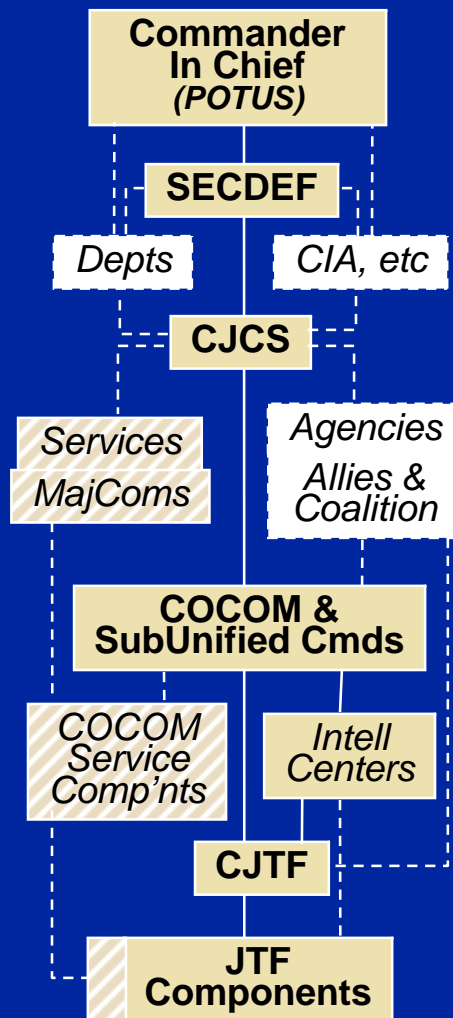 Commander
In Chief
(POTUS)
SECDEF
Depts
CIA, etc
CJCS
Services
MajComs
Agencies
Allies &
Coalition
COCOM &
SubUnified Cmds
COCOM
Service
Comp’nts
Intell
Centers
CJTF
JTF
Components